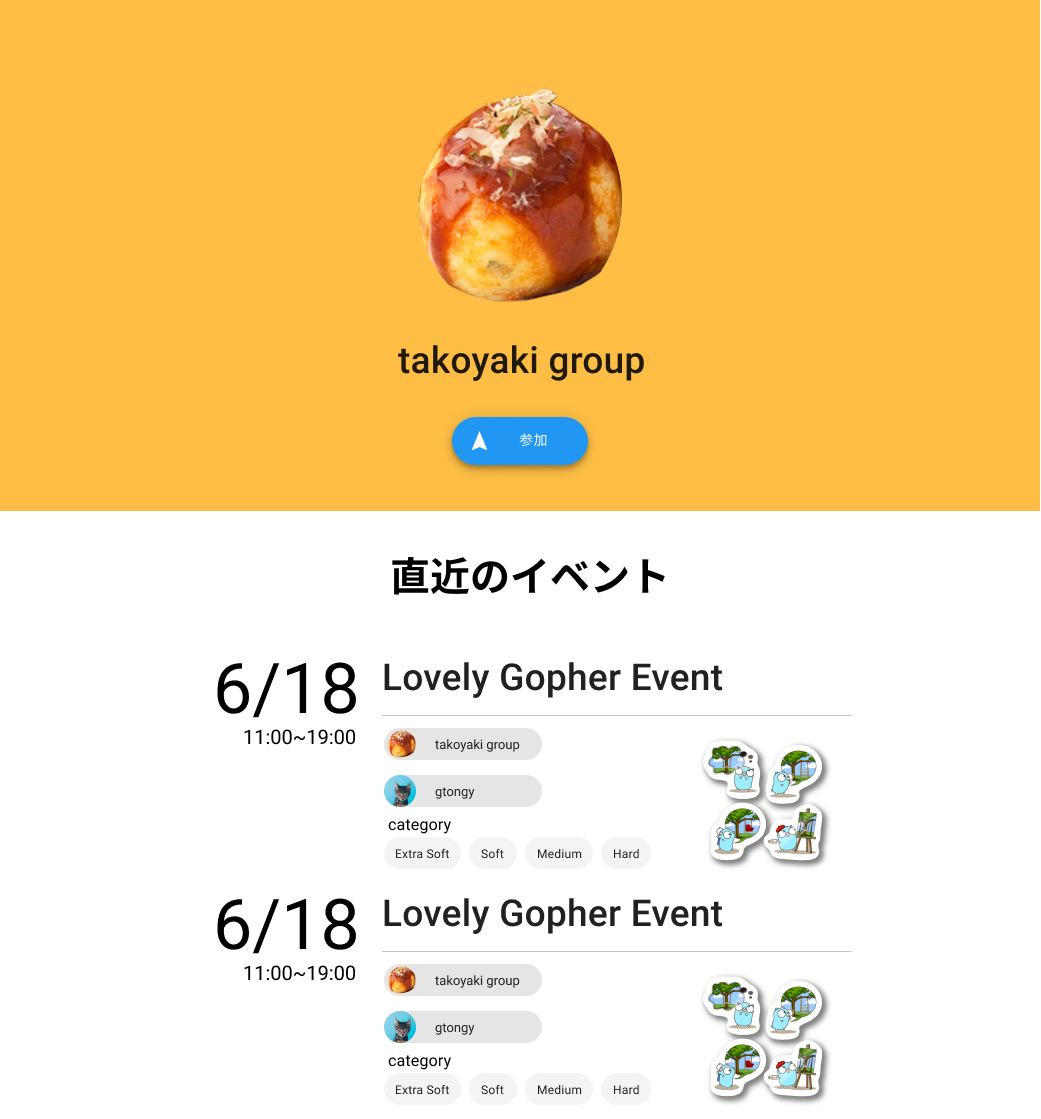 takoyaki group
参加
直近のイベント
6/18
11:00~19:00
Lovely Gopher Event
takoyaki group
gtongy
category
Extra Soft Soft Medium Hard
6/18
11:00~19:00
Lovely Gopher Event
takoyaki group
gtongy
category
Extra Soft Soft Medium Hard